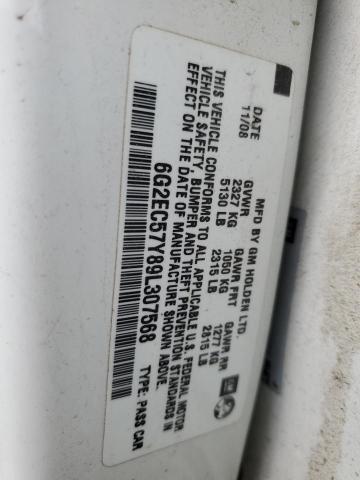 DATE
11/08
MFD BY GM HOLDEN LTD.
GVWR GAWR FRT GAWR RR
2327 KG 1050 KG 1277 KG
5130 LB 2315 LB 2815 LB
THIS VEHICLE CONFORMS TO ALL APPLICABLE U.S. FEDERAL MOTOR
VEHICLE SAFETY, BUMPER AND THEFT PREVENTION STANDARDS IN
EFFECT ON THE DATE OF MANUFACTURE SHOWN ABOVE.
6G2EC57Y89L307568 TYPE: PASS CAR